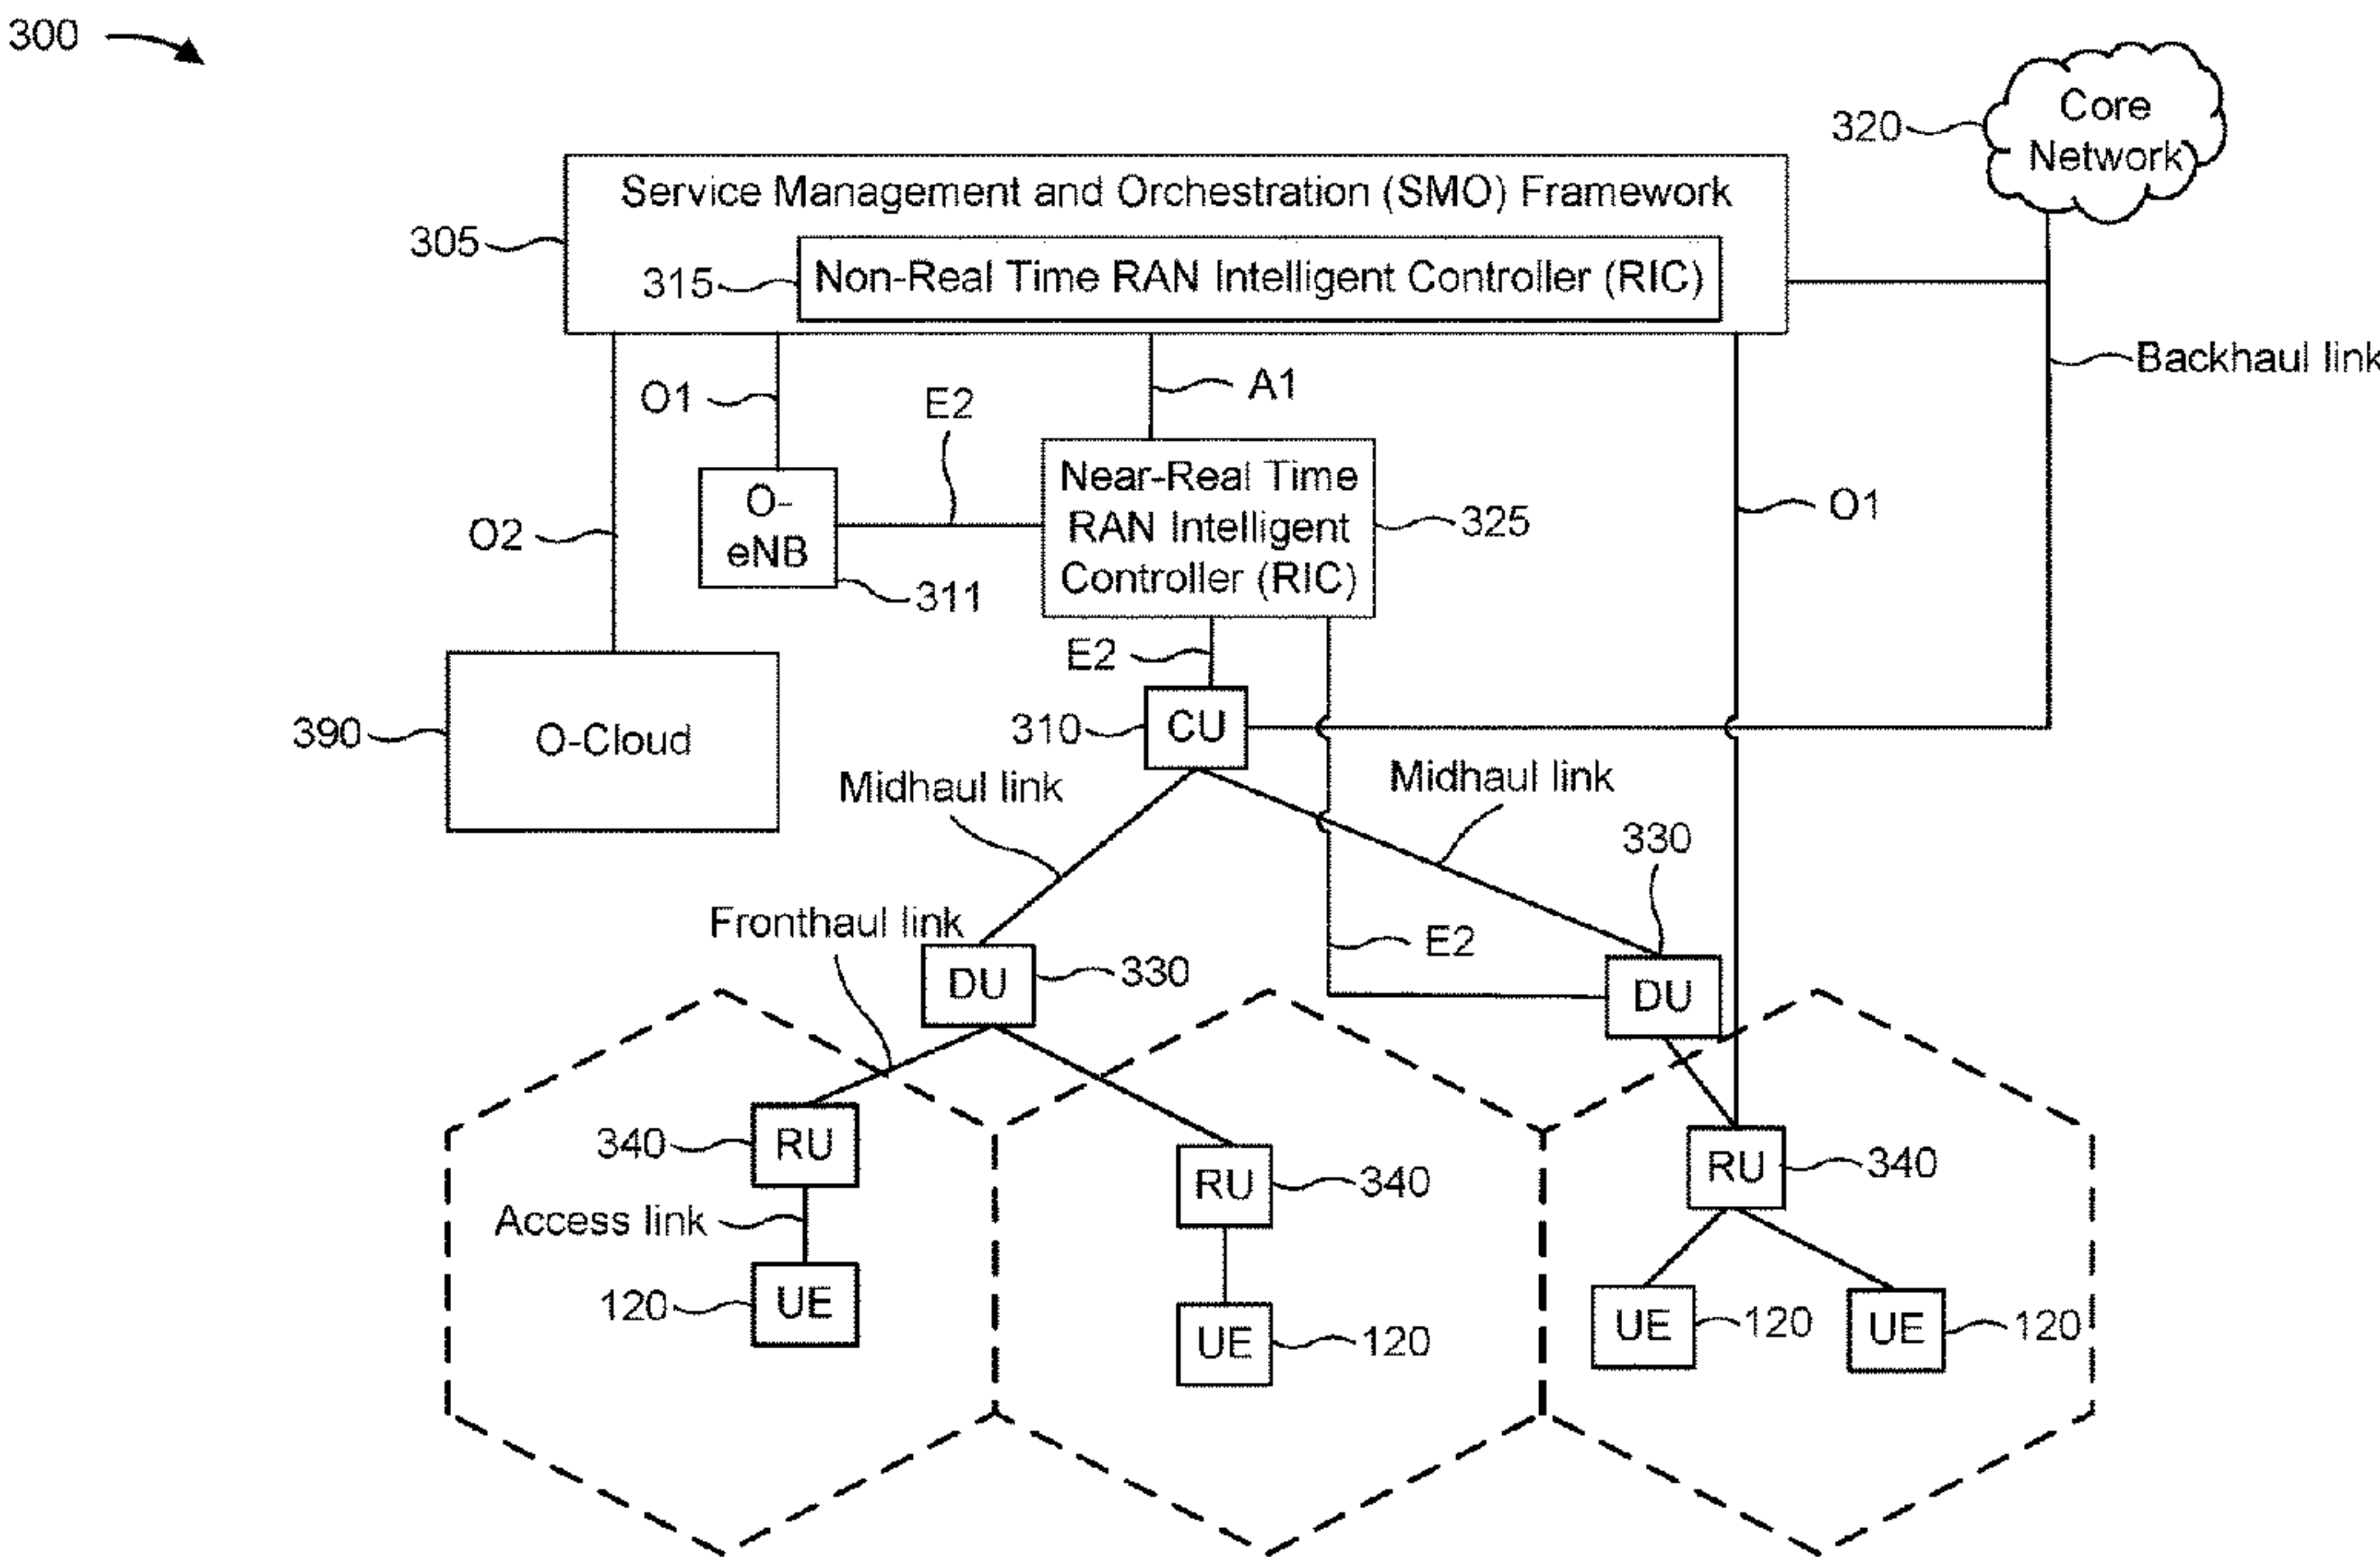 300
Core
Network
320
Service Management and Orchestration (SMO) Framework
305
Non-Real Time RAN Intelligent Controller (RIC)
315
Backhaul link
O1
E2
A1
O-
eNB
311
Near-Real Time
RAN Intelligent
Controller (RIC)
325
O1
O2
E2
390
O-Cloud
310
CU
Midhaul link
Midhaul link
330
Fronthaul link
DU
330
E2
DU
340
RU
RU
340
RU
340
Access link
120
UE
UE
120
UE
120
UE
120